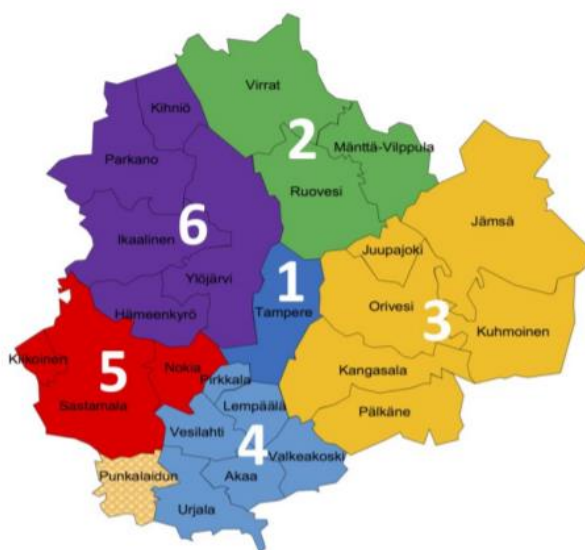 Virrat
Kihniö
2
Mänttä-Vilppula
Parkano
Ruovesi
Jämsä
6
Ikaalinen
Juupajoki
Ylöjärvi
1
Hämeenkyrö
Tampere
Orivesi
3
Kuhmoinen
Kiikoinen
5
Nokia
Pirkkala
Kangasala
Sastamala
Lempäälä
Pälkäne
Vesilahti
4
Valkeakoski
Punkalaidun
Akaa
Urjala